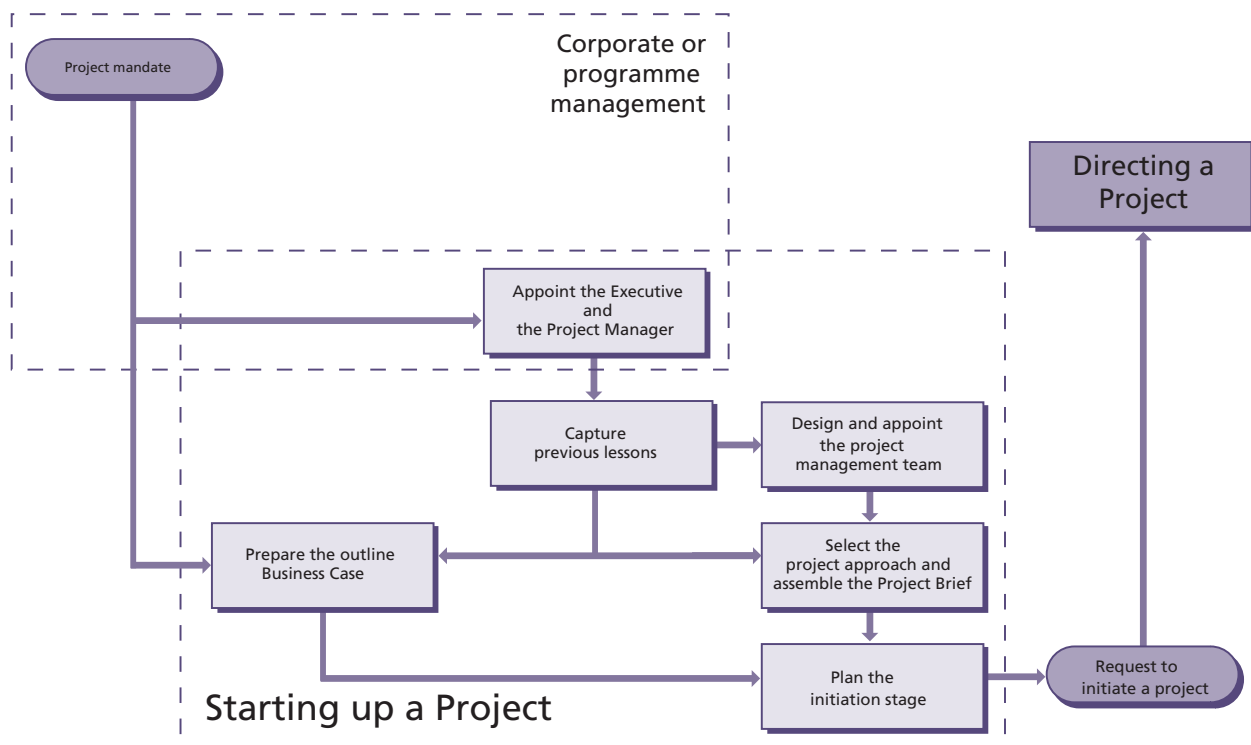 Project mandate
Corporate or
programme
management
Directing a
Project
Appoint the Executive
and
the Project Manager
Capture
previous lessons
Design and appoint
the project
management team
Prepare the outline
Business Case
Select the
project approach and
assemble the Project Brief
Plan the
initiation stage
Request to
initiate a project
Starting up a Project